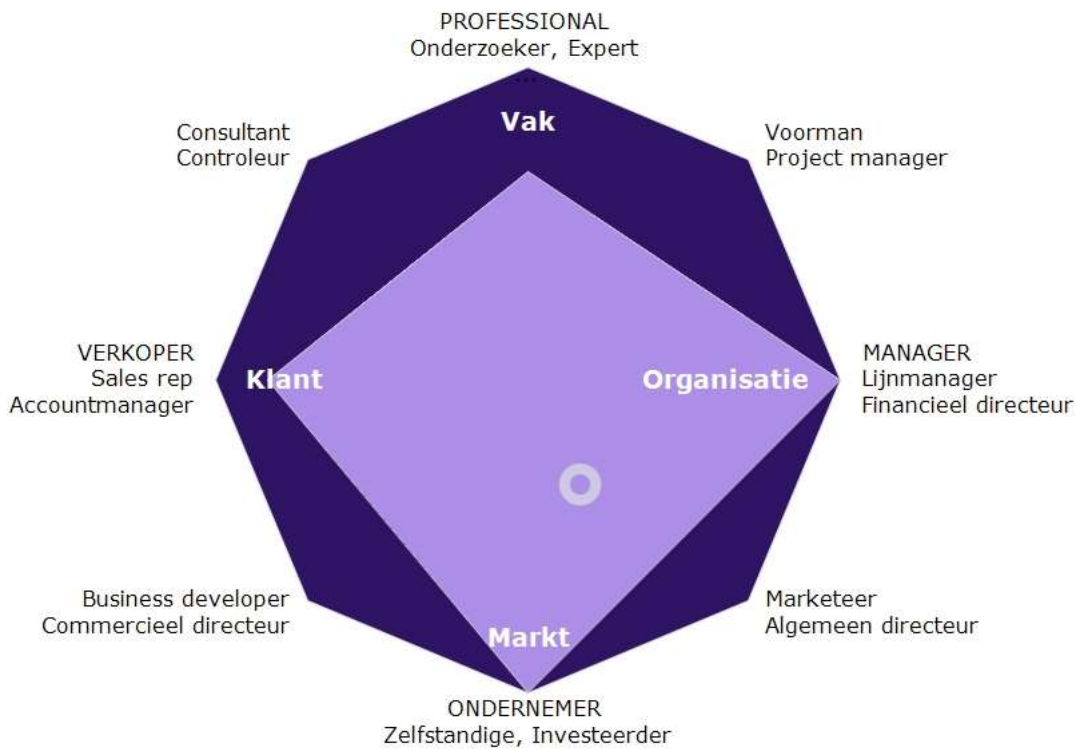 PROFESSIONAL
Onderzoeker, Expert
...
Vak
Consultant
Controleur
Voorman
Project manager
VERKOPER
Sales rep
Accountmanager
Klant
Organisatie
MANAGER
Lijnmanager
Financieel directeur
Business developer
Commercieel directeur
Marketeer
Algemeen directeur
Markt
ONDERNEMER
Zelfstandige, Investeerder